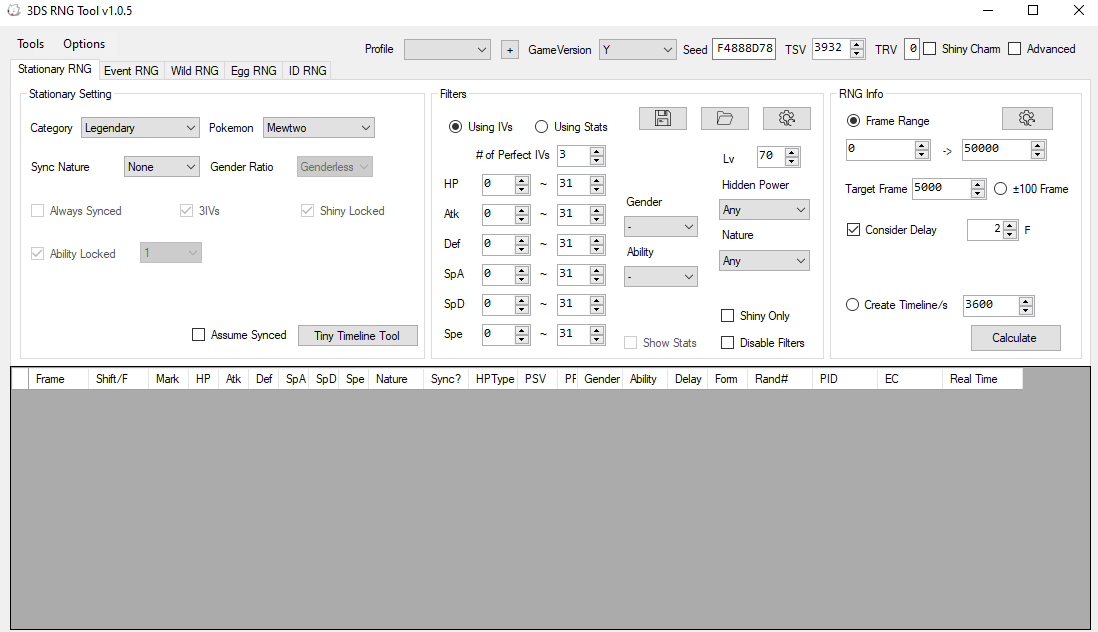 3DS RNG Tool v1.0.5
Tools Options
Profile + GameVersion Y Seed F4888D78 TSV 3932 TRV 0 Shiny Charm Advanced
Stationary RNG Event RNG Wild RNG Egg RNG ID RNG
Stationary Setting
Category Legendary Pokemon Mewtwo
Sync Nature None Gender Ratio Genderless
Always Synced 3IVs Shiny Locked
Ability Locked 1
Assume Synced Tiny Timeline Tool
Filters
Using IVs Using Stats
# of Perfect IVs 3
HP 0 ~ 31
Atk 0 ~ 31
Def 0 ~ 31
SpA 0 ~ 31
SpD 0 ~ 31
Spe 0 ~ 31
Gender
-
Ability
-
Show Stats
Lv 70
Hidden Power
Any
Nature
Any
Shiny Only
Disable Filters
RNG Info
Frame Range
0 -> 50000
Target Frame 5000 ±100 Frame
Consider Delay 2 F
Create Timeline/s 3600
Calculate
Frame Shift/F Mark HP Atk Def SpA SpD Spe Nature Sync? HPType PSV Gender Ability Delay Form Rand# PID EC Real Time